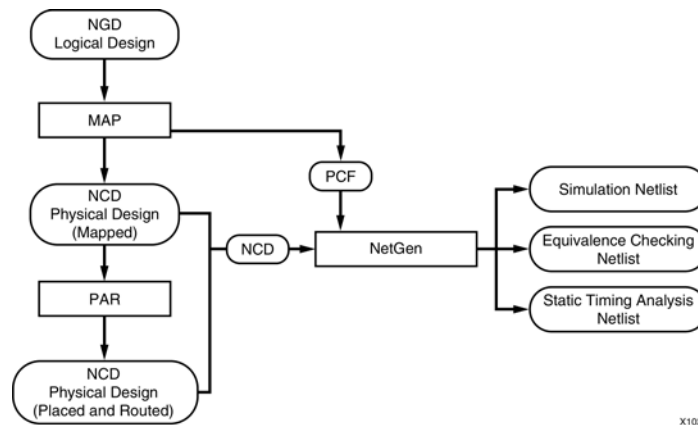 NGD
Logical Design
MAP
PCF
NCD
Physical Design
(Mapped)
NCD
NetGen
Simulation Netlist
Equivalence Checking
Netlist
Static Timing Analysis
Netlist
PAR
NCD
Physical Design
(Placed and Routed)